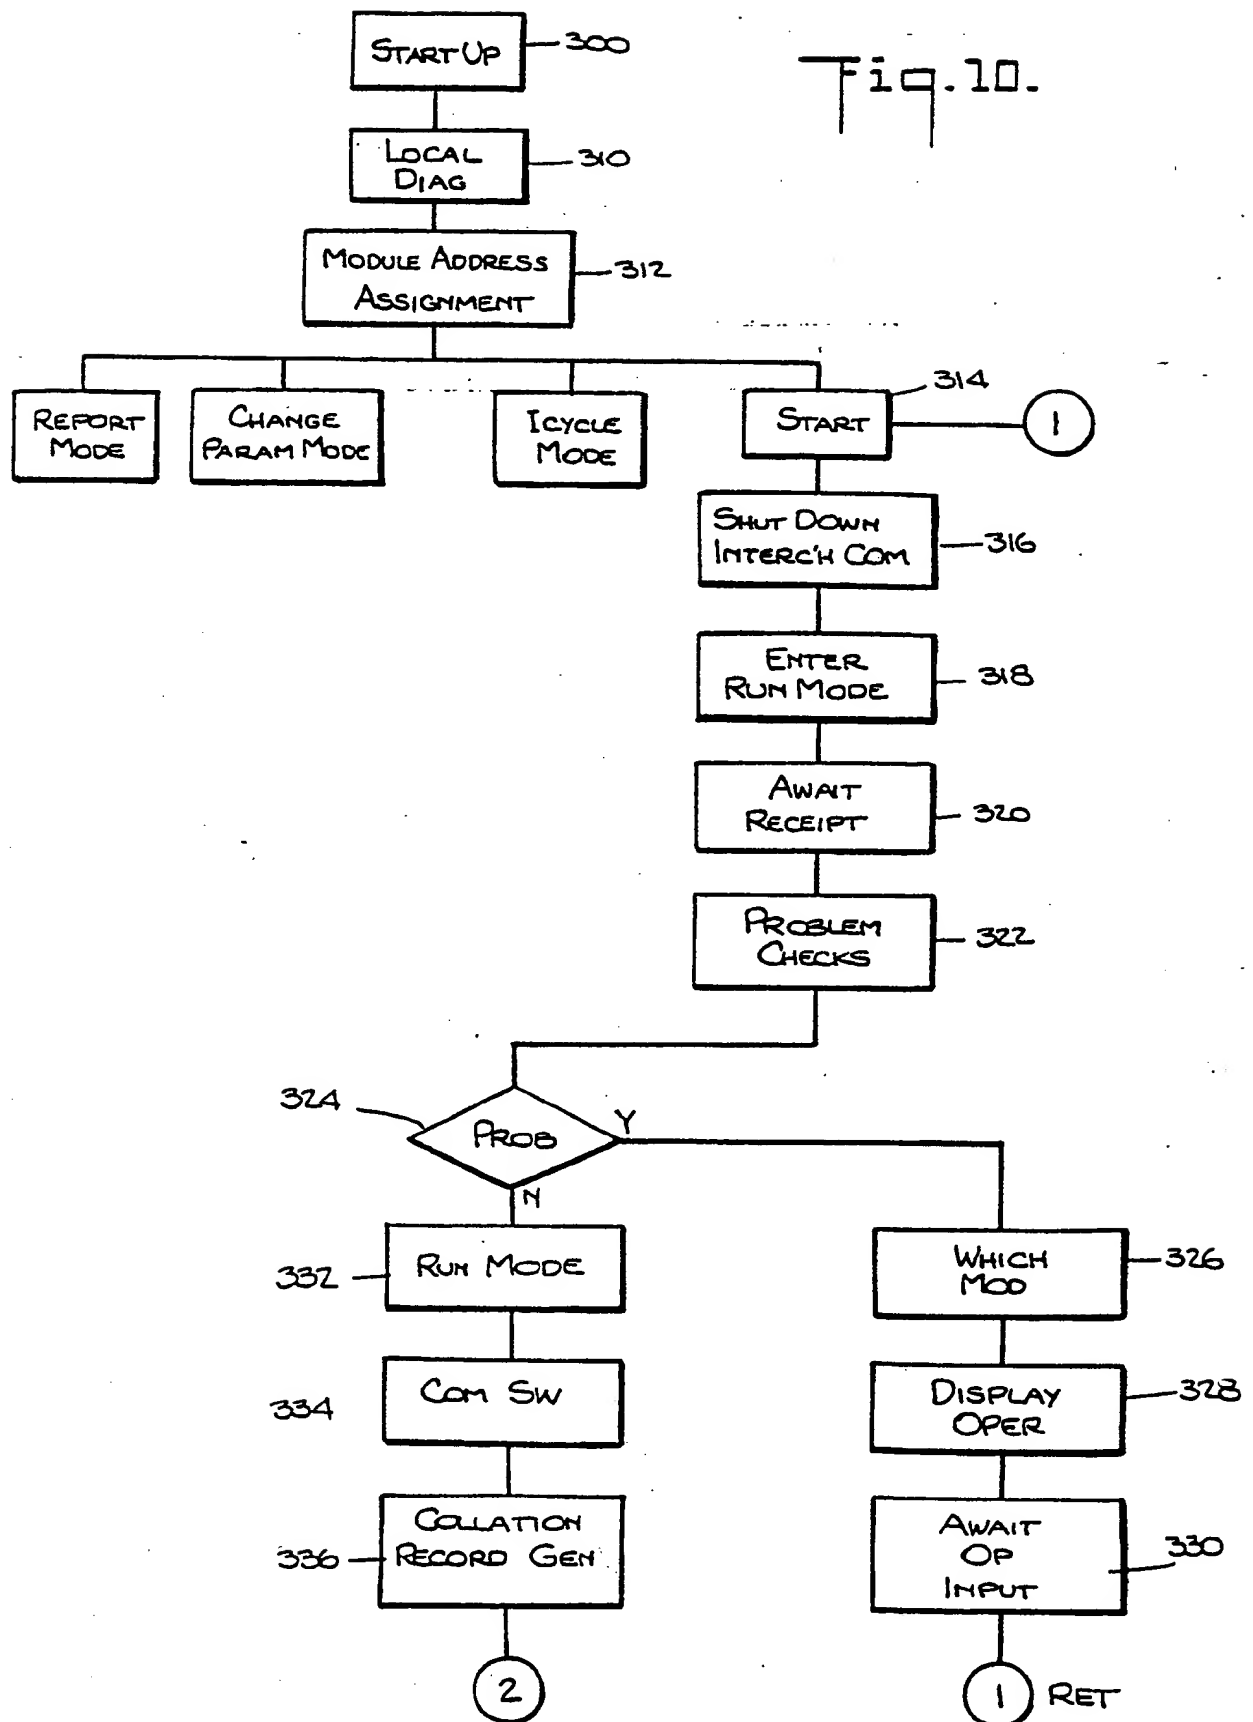 START UP
300
Fig. 10.
LOCAL
DIAG
310
MODULE ADDRESS
ASSIGNMENT
312
REPORT
MODE
CHANGE
PARAM MODE
ICYCLE
MODE
START
314
1
SHUT DOWN
INTERC'H COM
316
ENTER
RUN MODE
318
AWAIT
RECEIPT
320
PROBLEM
CHECKS
322
324
PROB
Y
N
RUN MODE
332
WHICH
MOD
326
COM SW
334
DISPLAY
OPER
328
COLLATION
RECORD GEN
336
AWAIT
OP
INPUT
330
2
1 RET